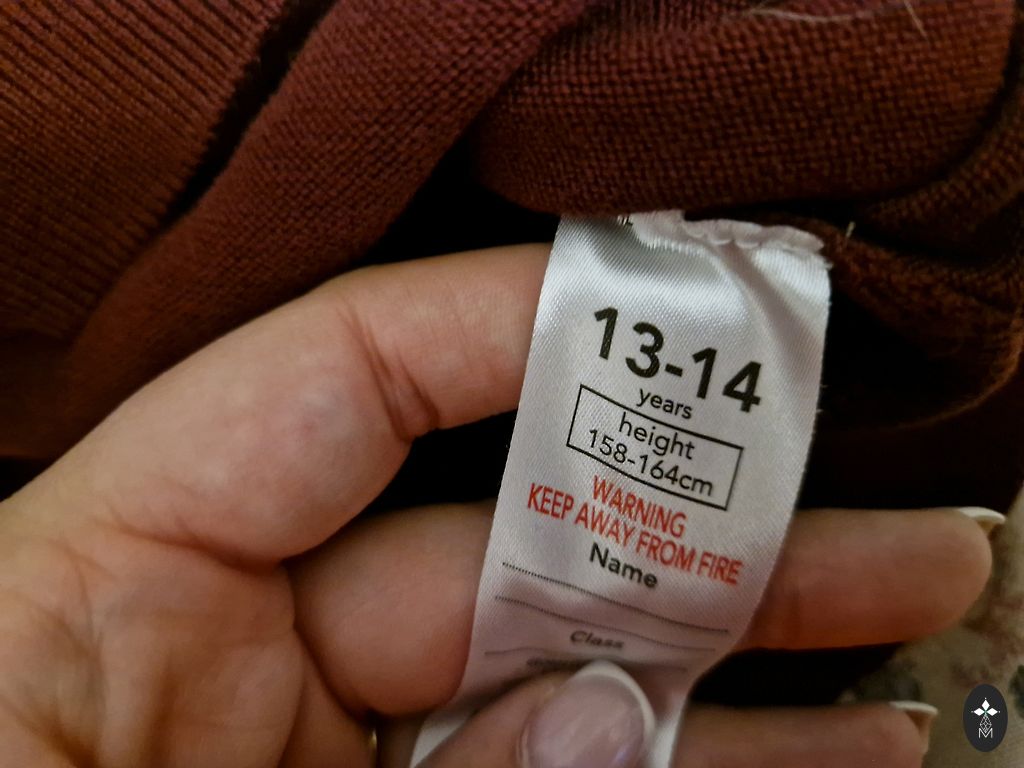 13-14
years
height
158-164cm
WARNING
KEEP AWAY FROM FIRE
Name
Class